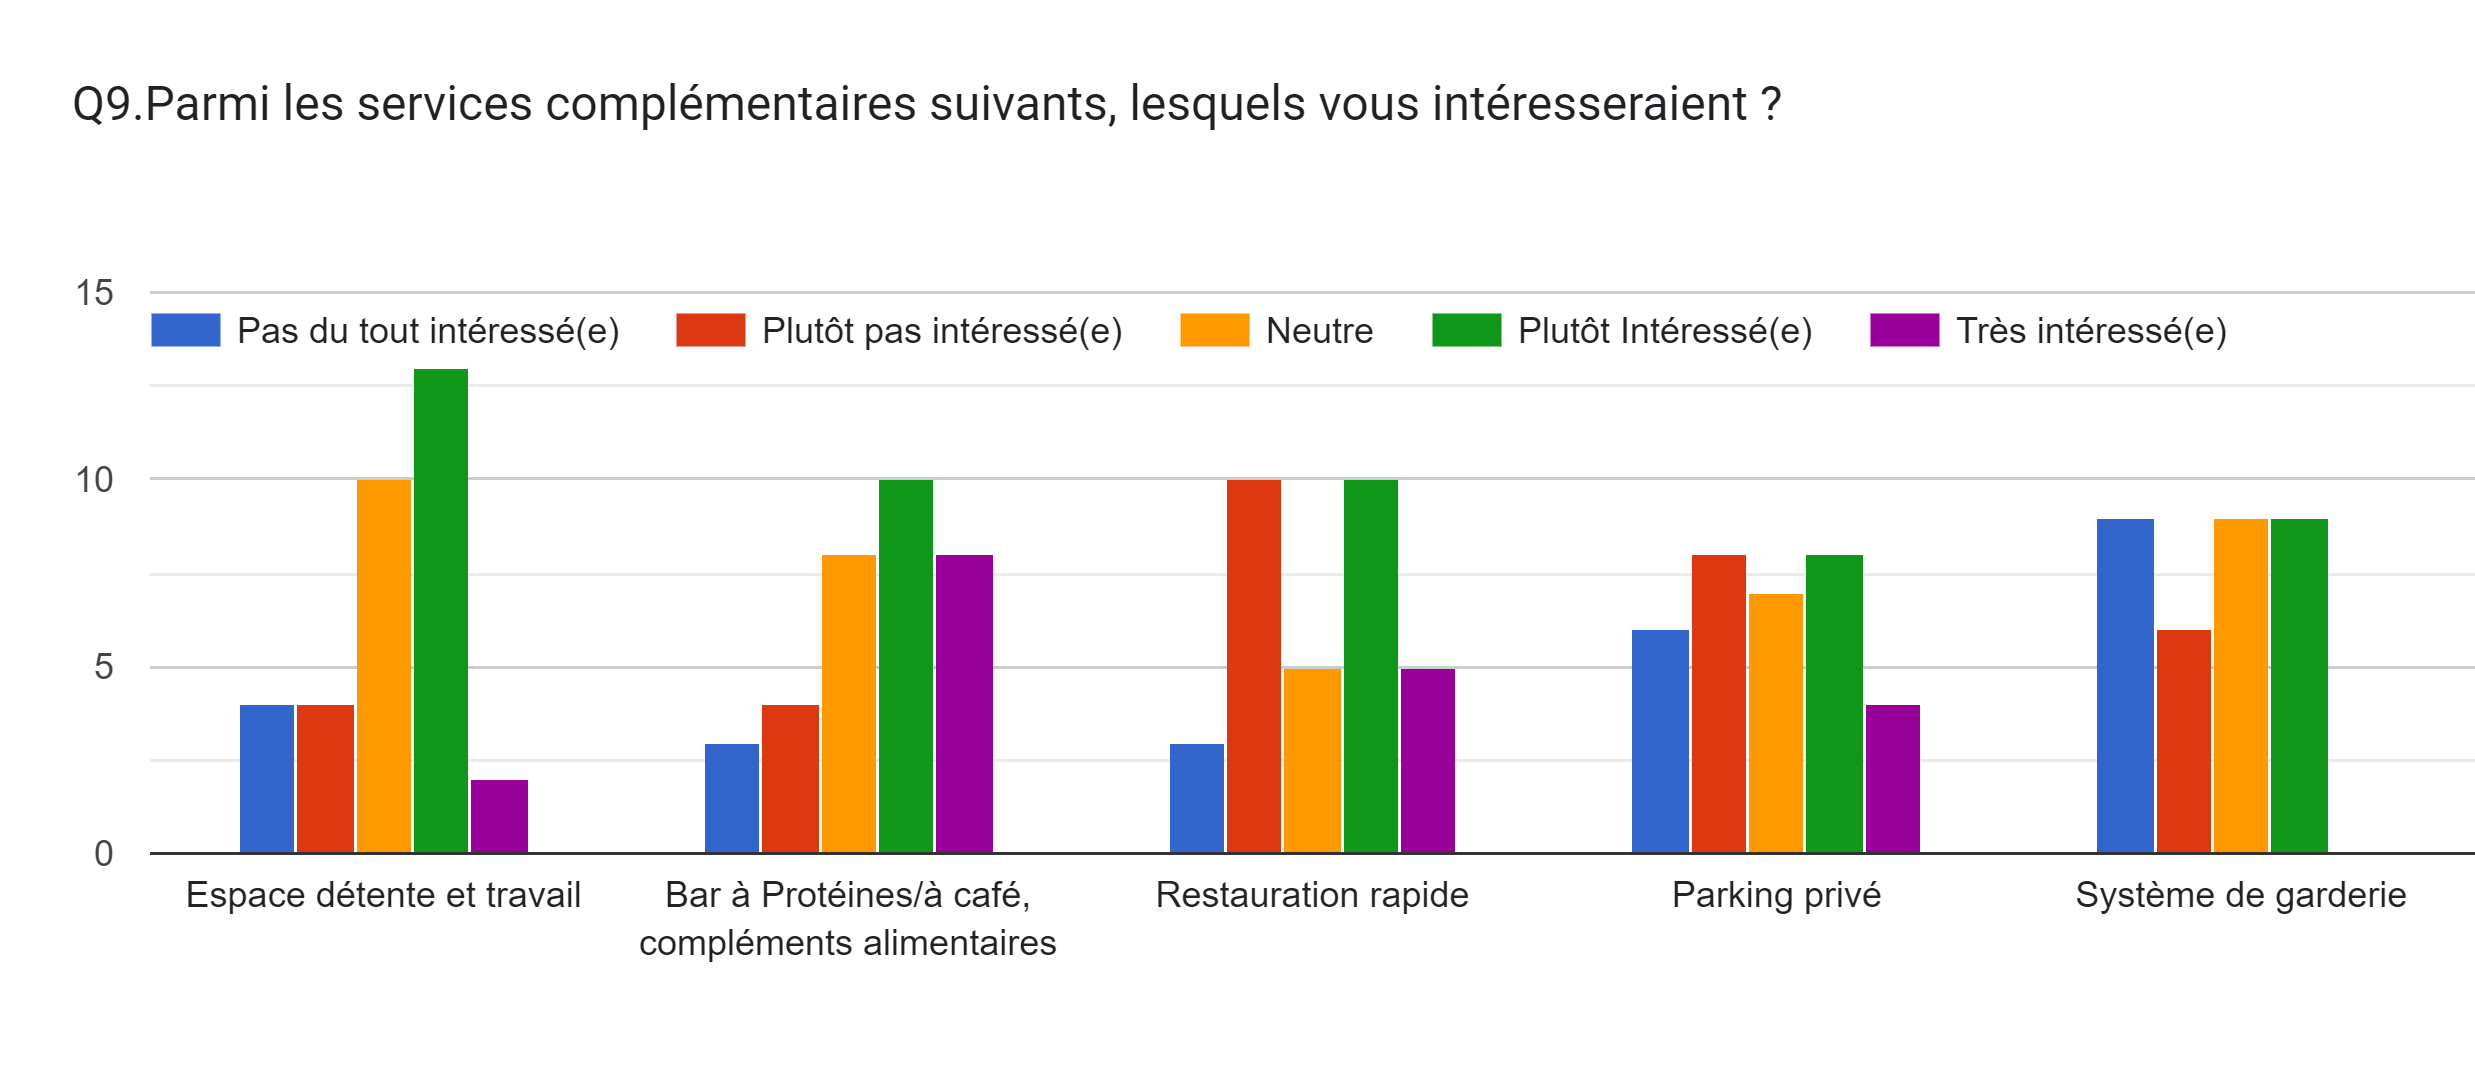 Q9.Parmi les services complémentaires suivants, lesquels vous intéresseraient ?
15
Pas du tout intéressé(e) Plutôt pas intéressé(e) Neutre Plutôt Intéressé(e) Très intéressé(e)
10
5
0
Espace détente et travail
Bar à Protéines/à café,
compléments alimentaires
Restauration rapide
Parking privé
Système de garderie